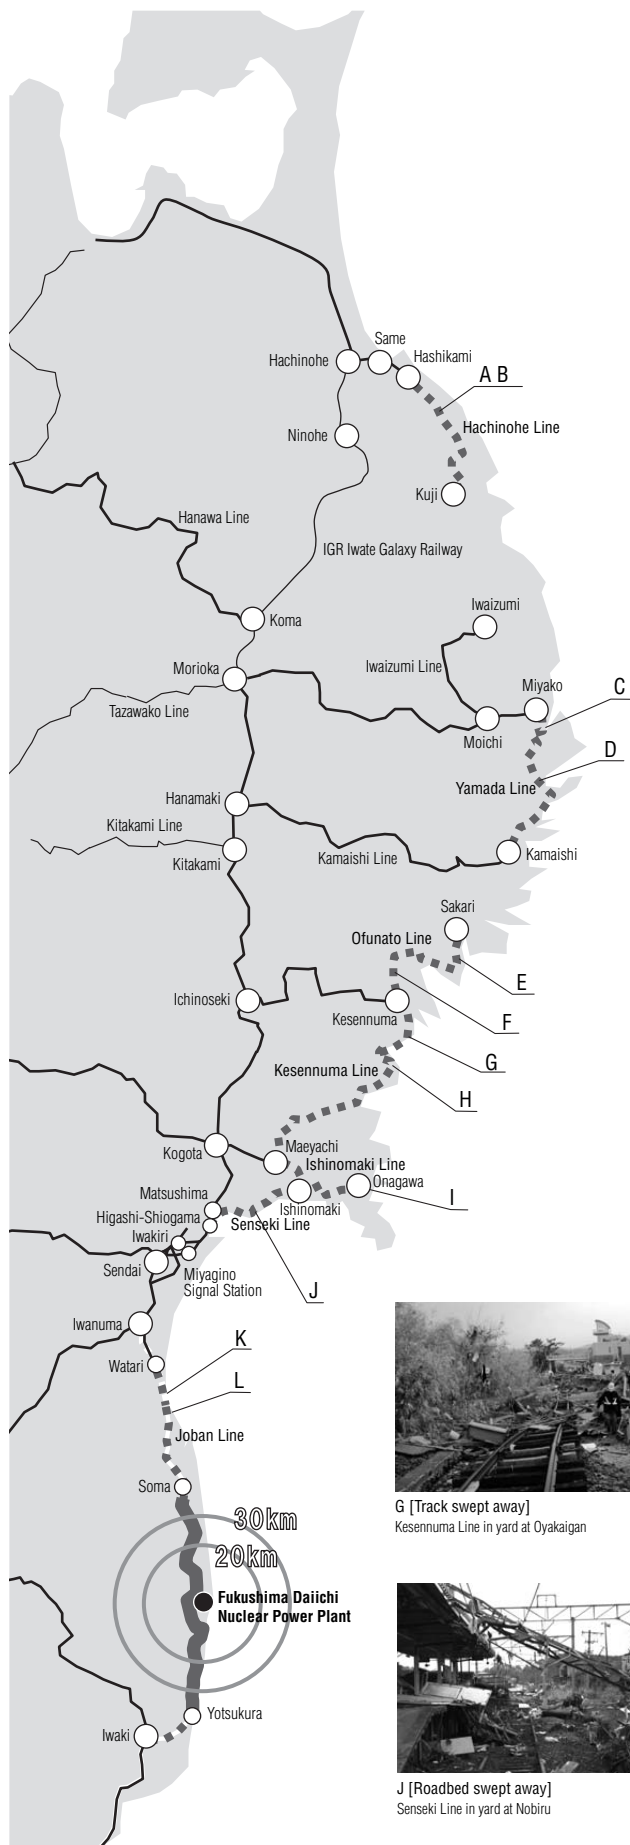 Same
Hashikami
Hachinohe
A B
Hachinohe Line
Ninohe
Kuji
Hanawa Line
IGR Iwate Galaxy Railway
Iwaizumi
Koma
Iwaizumi Line
Morioka
Miyako
C
Tazawako Line
Moichi
D
Yamada Line
Hanamaki
Kitakami Line
Kitakami
Kamaishi Line
Kamaishi
Sakari
Ofunato Line
E
Ichinoseki
Kesennuma
F
G
Kesennuma Line
H
Kogota
Maeyachi
Ishinomaki Line
Onagawa
Matsushima
I
Ishinomaki
Higashi-Shiogama
Senseki Line
Iwakiri
Sendai
Miyagino
Signal Station
J
Iwanuma
K
Watari
L
Joban Line
Soma
30km
20km
Fukushima Daiichi
Nuclear Power Plant
Yotsukura
Iwaki
G [Track swept away]
Kesennuma Line in yard at Oyakaigan
J [Roadbed swept away]
Senseki Line in yard at Nobiru